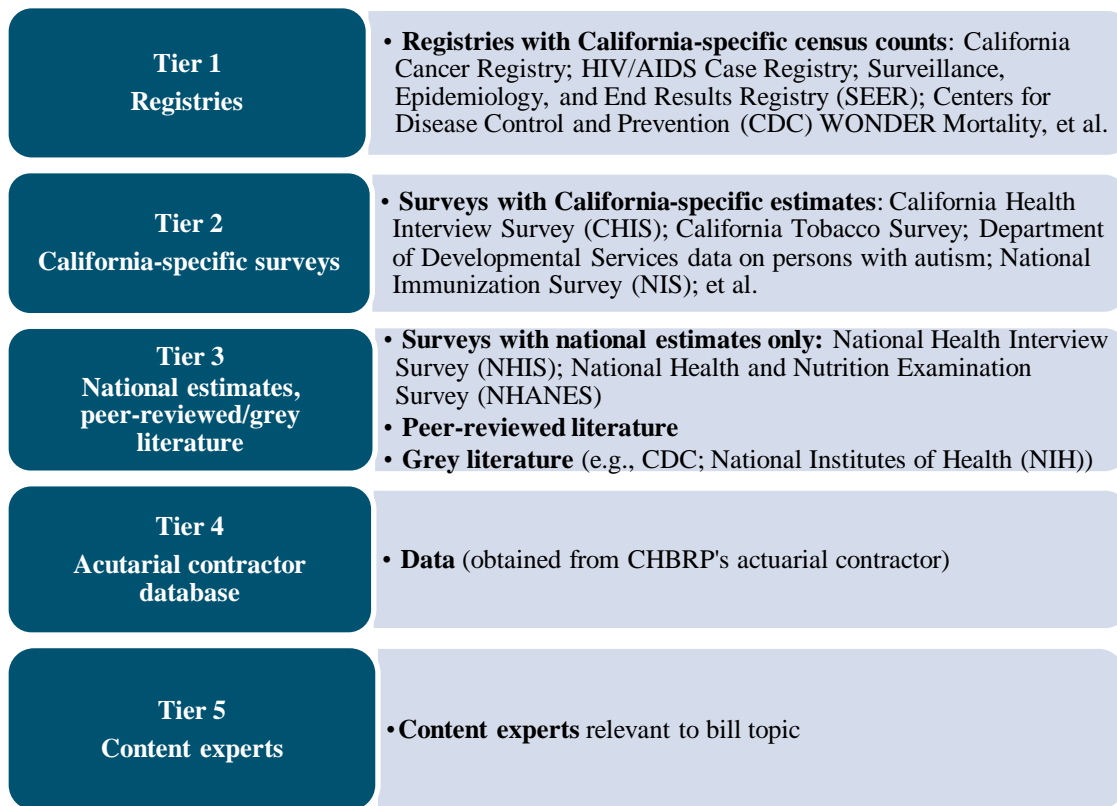 Tier 1
Registries
• Registries with California-specific census counts: California
Cancer Registry; HIV/AIDS Case Registry; Surveillance,
Epidemiology, and End Results Registry (SEER); Centers for
Disease Control and Prevention (CDC) WONDER Mortality, et al.
Tier 2
California-specific surveys
• Surveys with California-specific estimates: California Health
Interview Survey (CHIS); California Tobacco Survey; Department
of Developmental Services data on persons with autism; National
Immunization Survey (NIS); et al.
Tier 3
National estimates,
peer-reviewed/grey
literature
• Surveys with national estimates only: National Health Interview
Survey (NHIS); National Health and Nutrition Examination
Survey (NHANES)
• Peer-reviewed literature
• Grey literature (e.g., CDC; National Institutes of Health (NIH))
Tier 4
Acutarial contractor
database
• Data (obtained from CHBRP's actuarial contractor)
Tier 5
Content experts
• Content experts relevant to bill topic